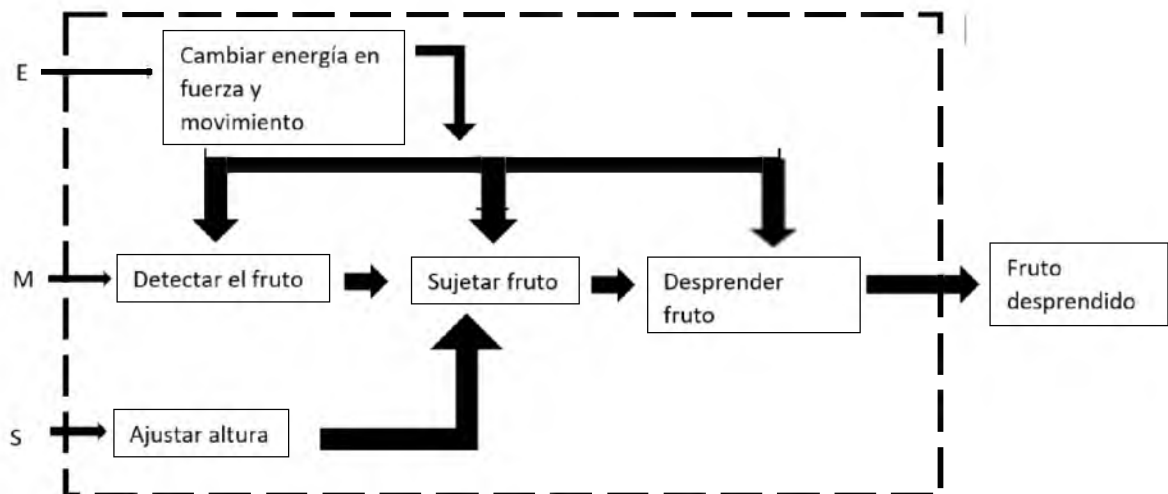 E
Cambiar energía en
fuerza y
movimiento
M
Detectar el fruto
Sujetar fruto
Desprender
fruto
Fruto
desprendido
S
Ajustar altura